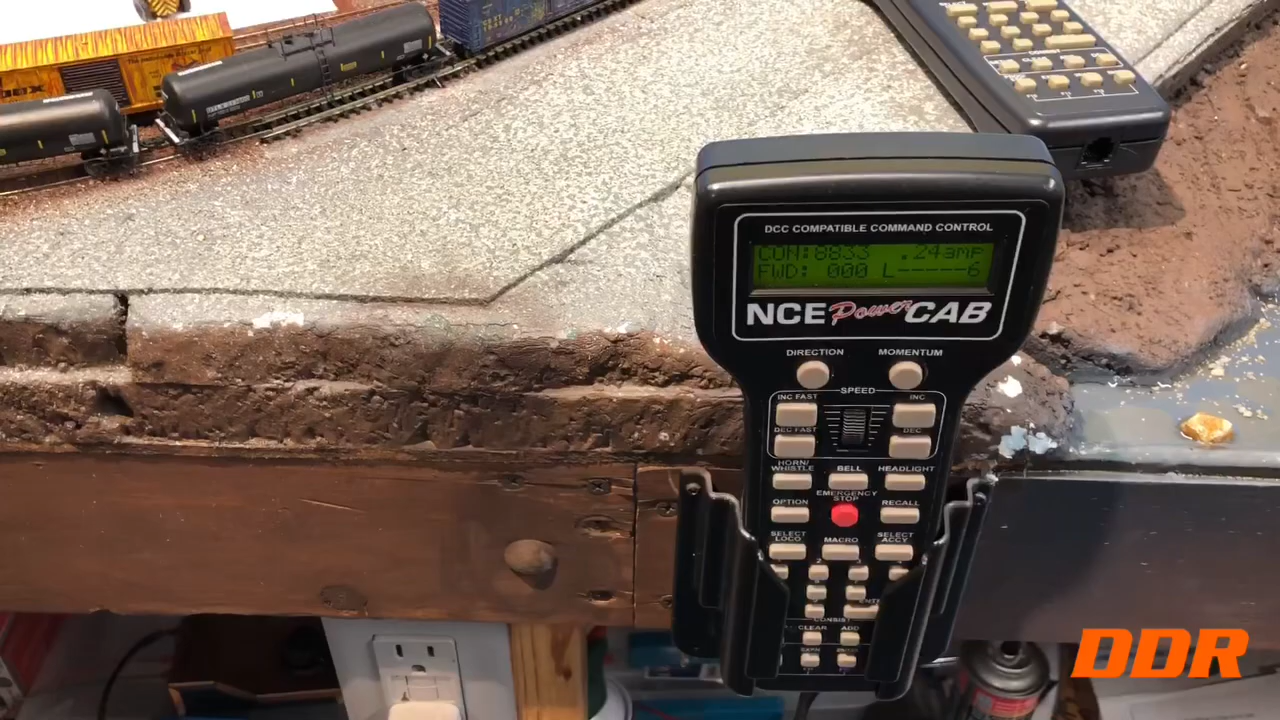 DCC COMPATIBLE COMMAND CONTROL
CON:8833 .24amp
FWD: 000 L-----6
NCE Power CAB
DIRECTION MOMENTUM
SPEED
INC FAST INC
DEC FAST DEC
HORN/WHISTLE BELL HEADLIGHT
EMERGENCY STOP
OPTION RECALL
SELECT LOCO MACRO SELECT ACCY
CONSIST
CLEAR ADD
DDR